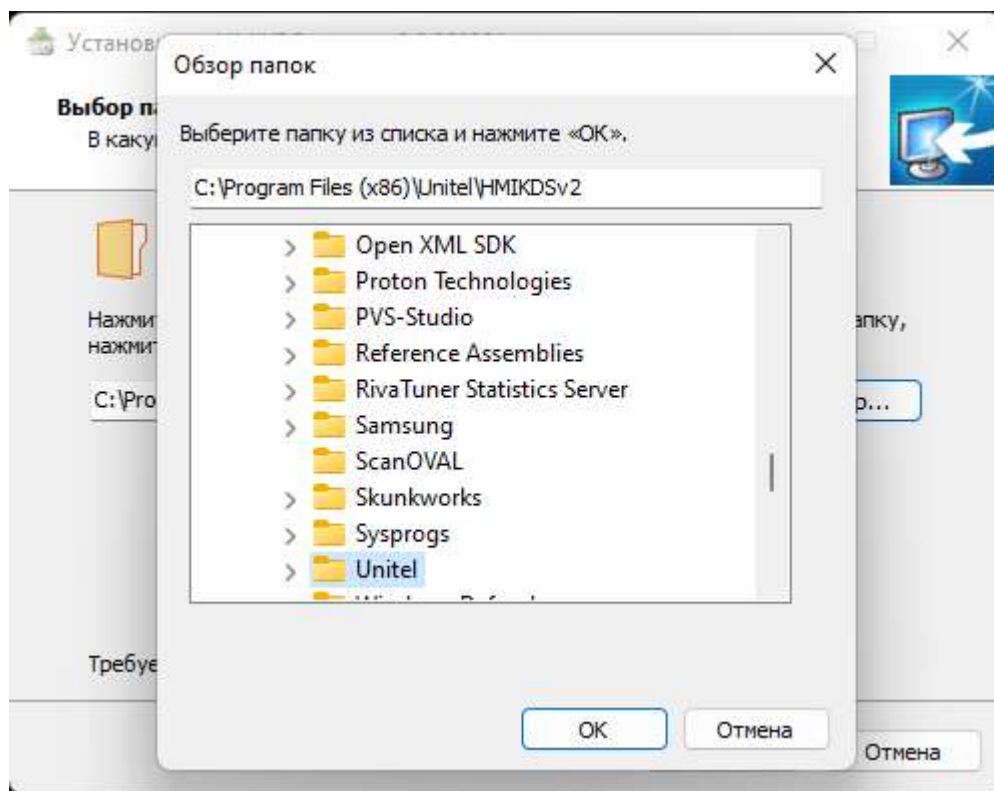 Установ
Обзор папок
Выбор п
В каку
Выберите папку из списка и нажмите «ОК».
C:\Program Files (x86)\Unitel\HMIKDSv2
Open XML SDK
Proton Technologies
PVS-Studio
Reference Assemblies
RivaTuner Statistics Server
Samsung
ScanOVAL
Skunkworks
Sysprogs
Unitel
Нажми
апку,
нажми
C:\Pro
р...
Требуе
ОК
Отмена
Отмена